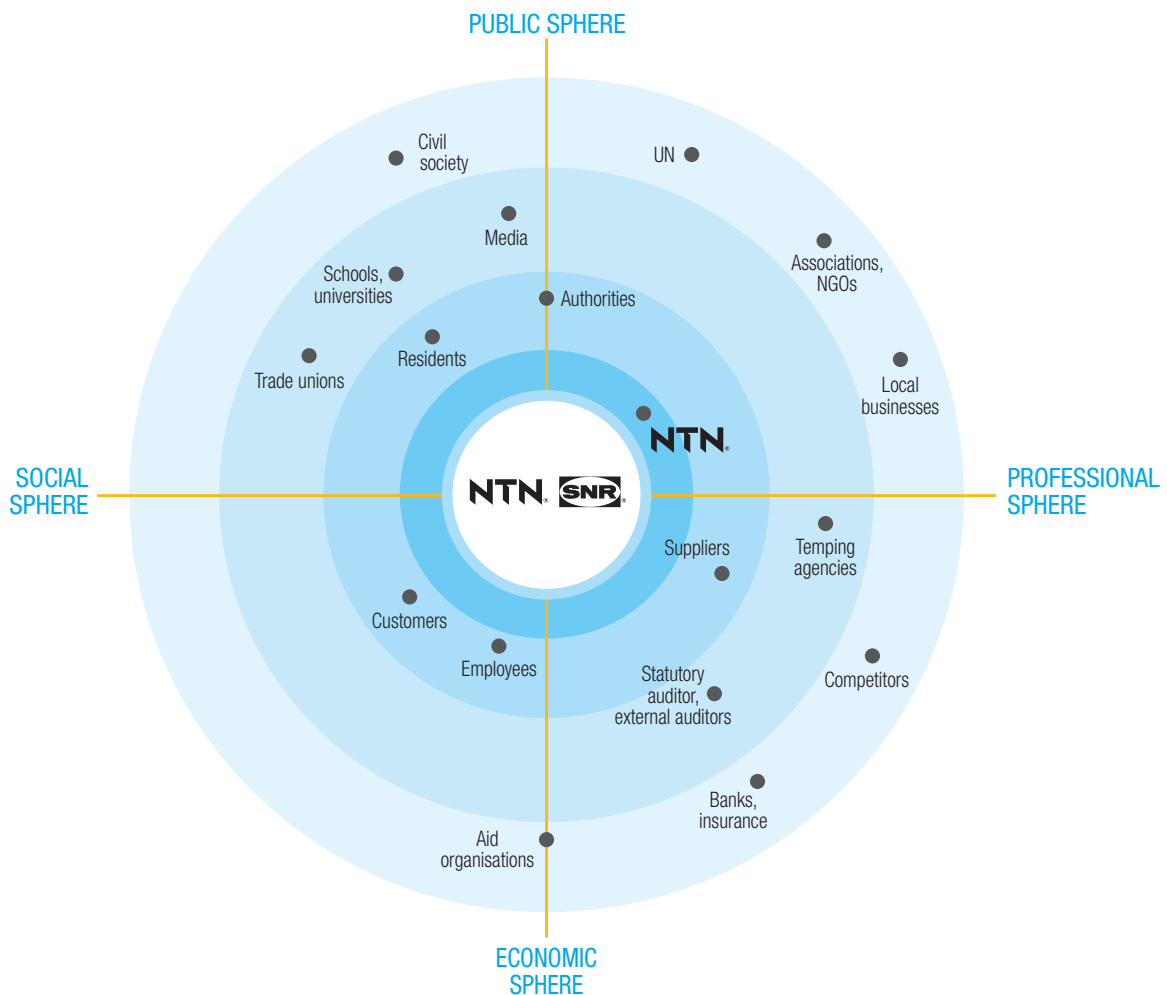 PUBLIC SPHERE
Civil
society
UN
Media
Associations,
NGOs
Schools,
universities
Authorities
Residents
Trade unions
Local
businesses
NTN®
SOCIAL
SPHERE
NTN® SNR®
PROFESSIONAL
SPHERE
Suppliers
Temping
agencies
Customers
Employees
Statutory
auditor,
external auditors
Competitors
Banks,
insurance
Aid
organisations
ECONOMIC
SPHERE